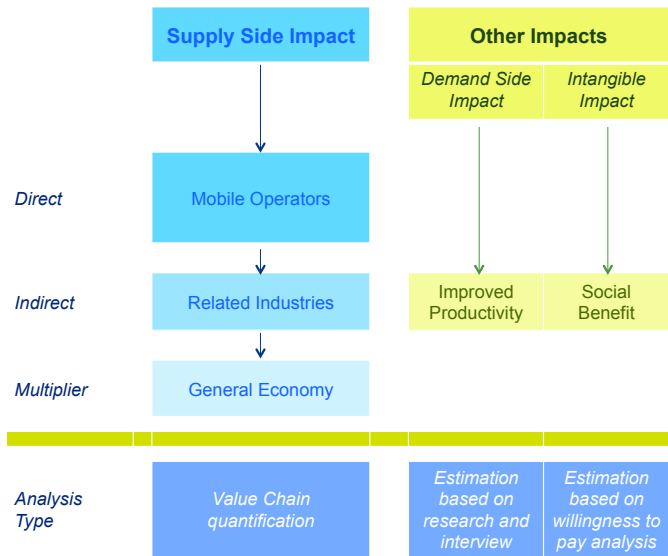 Supply Side Impact
Other Impacts
Demand Side
Impact
Intangible
Impact
Direct
Mobile Operators
Indirect
Related Industries
Improved
Productivity
Social
Benefit
Multiplier
General Economy
Analysis
Type
Value Chain
quantification
Estimation
based on
research and
interview
Estimation
based on
willingness to
pay analysis